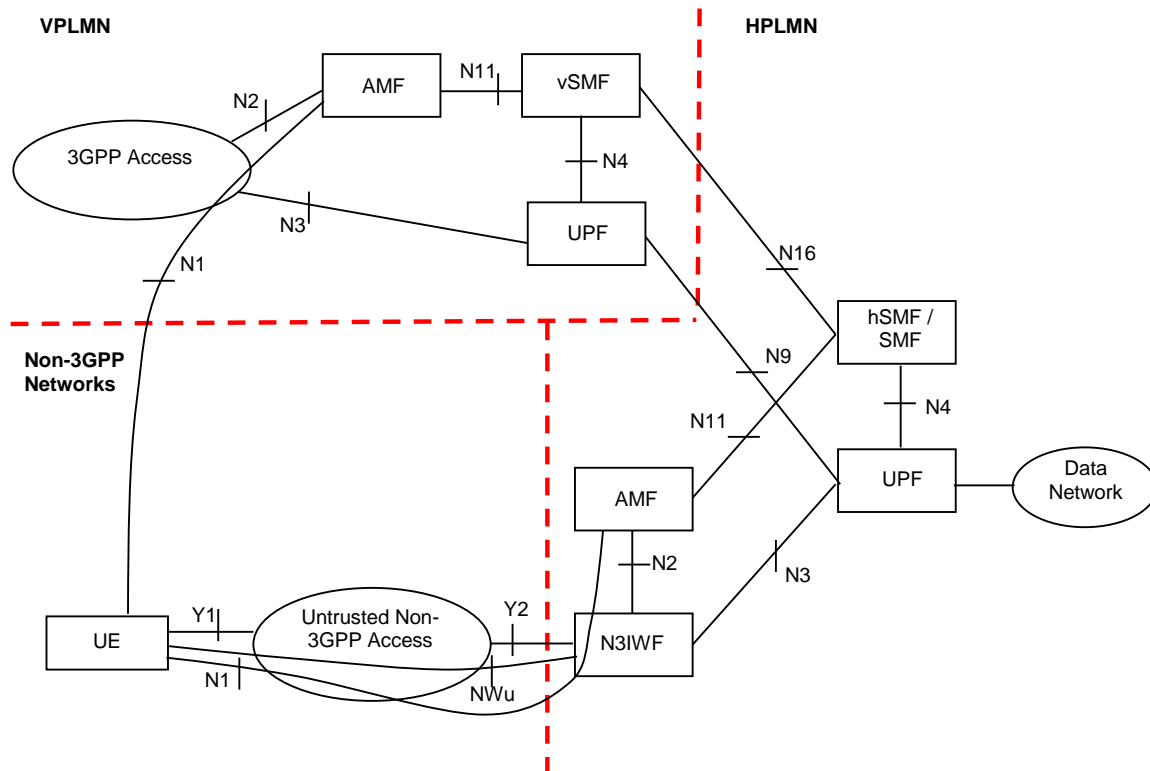 VPLMN
HPLMN
N11
AMF
vSMF
N2
3GPP Access
N4
N3
UPF
N1
N16
hSMF /
SMF
Non-3GPP
Networks
N9
N4
N11
AMF
UPF
Data
Network
N2
N3
Y1
Untrusted Non-
3GPP Access
Y2
UE
N3IWF
N1
NWu